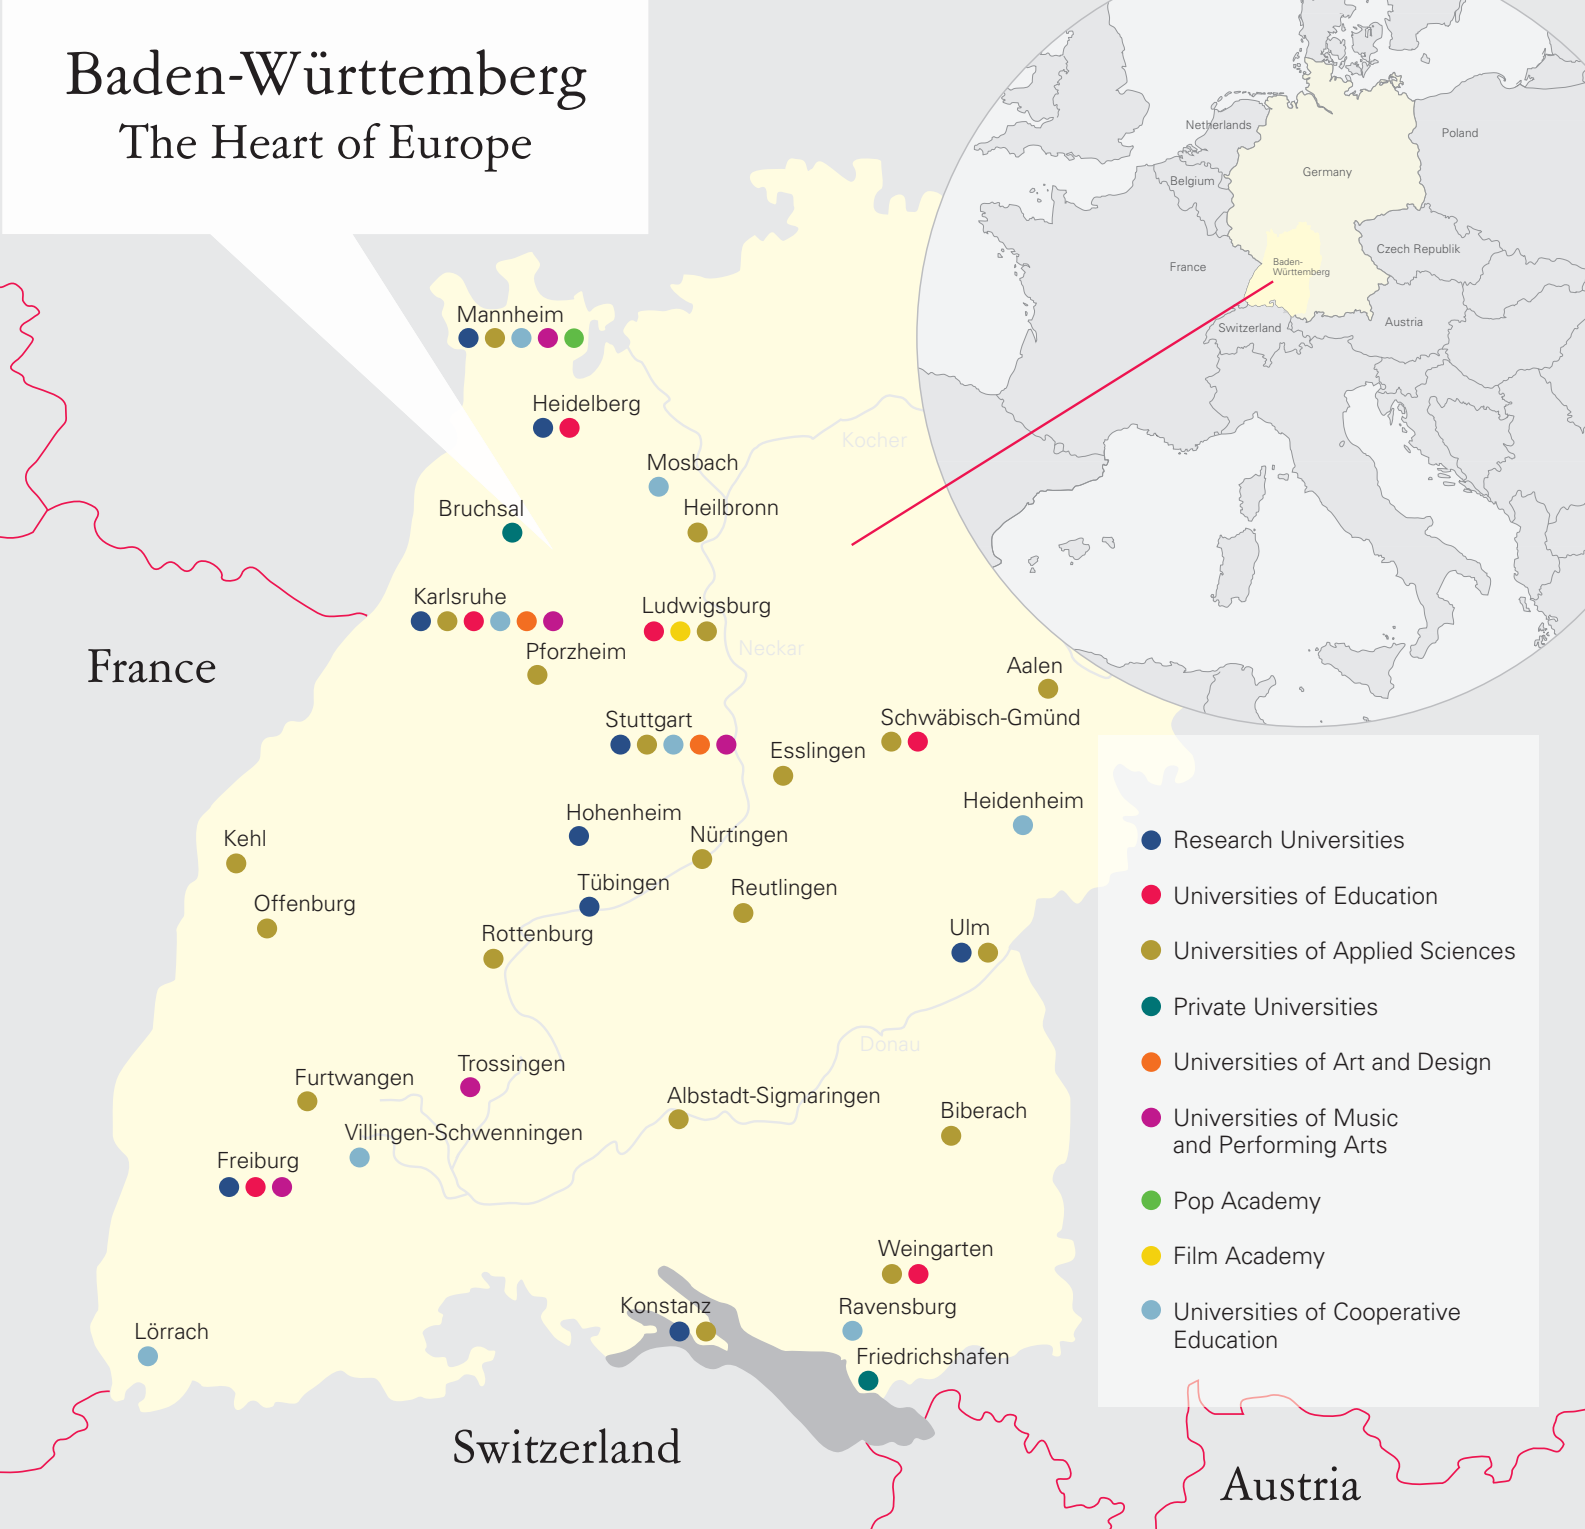 Baden-Württemberg
The Heart of Europe
Netherlands
Poland
Belgium
Germany
Czech Republik
France
Baden-
Württemberg
Switzerland
Austria
Mannheim
Heidelberg
Kocher
Mosbach
Bruchsal
Heilbronn
Karlsruhe
Ludwigsburg
Neckar
Pforzheim
France
Aalen
Stuttgart
Schwäbisch-Gmünd
Esslingen
Heidenheim
Hohenheim
Nürtingen
Kehl
Tübingen
Reutlingen
Offenburg
Rottenburg
Ulm
Donau
Trossingen
Furtwangen
Albstadt-Sigmaringen
Biberach
Villingen-Schwenningen
Freiburg
Weingarten
Konstanz
Ravensburg
Lörrach
Friedrichshafen
Switzerland
Austria
Research Universities
Universities of Education
Universities of Applied Sciences
Private Universities
Universities of Art and Design
Universities of Music
and Performing Arts
Pop Academy
Film Academy
Universities of Cooperative
Education